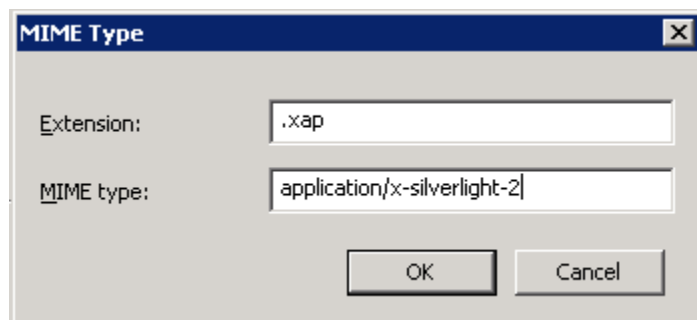 MIME Type
Extension: .xap
MIME type: application/x-silverlight-2
OK Cancel